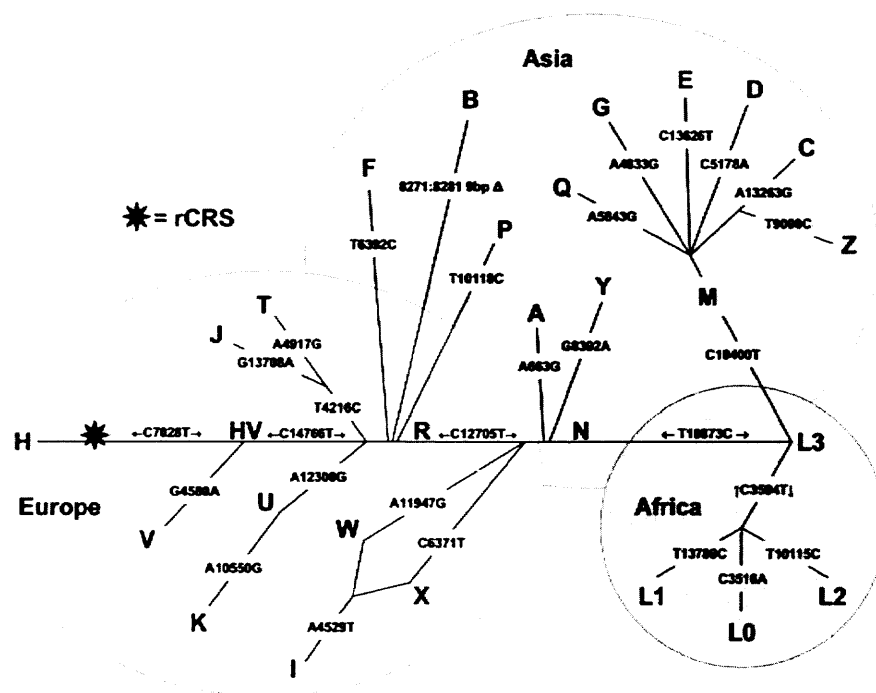 Asia
B
E
D
G
C13626T
C
F
A4833G
C5178A
8271:8281 9bp Δ
Q
A13263G
= rCRS
P
A5843G
T9090C
T6392C
Z
T10118C
Y
M
T
A
J
A4917G
G8392A
G13708A
A663G
C10400T
T4216C
H
←C7028T→
HV
←C14766T→
R
←C12705T→
N
←T10873C→
L3
G4580A
A12308G
↑C3594T↓
Europe
U
A11947G
Africa
V
W
C6371T
T13789C
T10115C
A10550G
C3516A
X
L1
L2
K
A4529T
L0
I